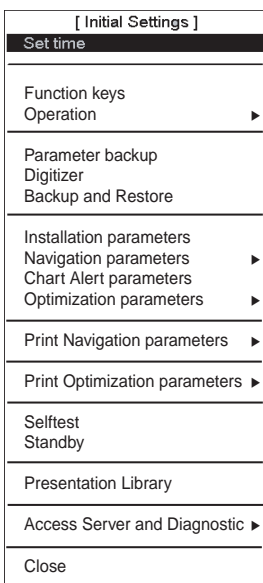 [ Initial Settings ]
Set time
Function keys
Operation ▶
Parameter backup
Digitizer
Backup and Restore
Installation parameters
Navigation parameters ▶
Chart Alert parameters
Optimization parameters ▶
Print Navigation parameters ▶
Print Optimization parameters ▶
Selftest
Standby
Presentation Library
Access Server and Diagnostic ▶
Close